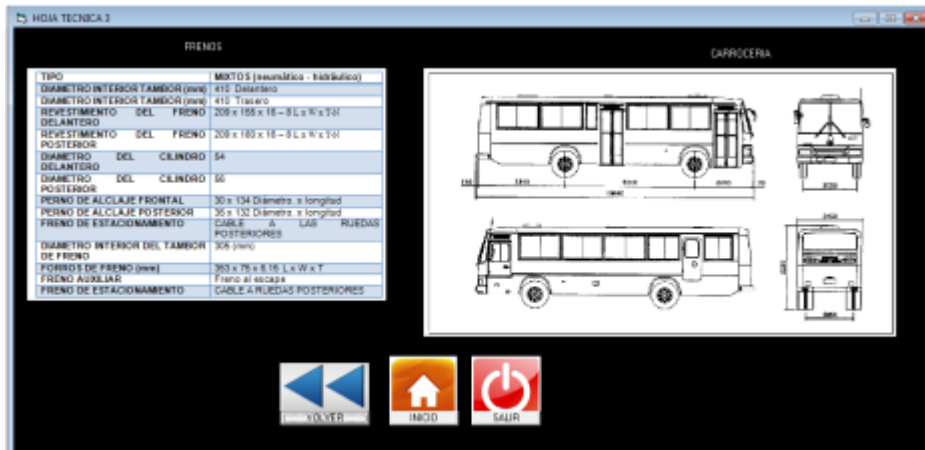 HOJA TECNICA 3
FRENOS
CARROCERIA
TIPO MIXTOS (neumático - hidráulico)
DIAMETRO INTERIOR TAMBOR (mm) 410 Delantero
DIAMETRO INTERIOR TAMBOR (mm) 410 Trasero
REVESTIMIENTO DEL FRENO
DELANTERO
REVESTIMIENTO DEL FRENO
POSTERIOR
DIAMETRO DEL CILINDRO 54
DELANTERO
DIAMETRO DEL CILINDRO 56
POSTERIOR
PERNO DE ALCLAJE FRONTAL 30 x 134 Diámetro. x longitud
PERNO DE ALCLAJE POSTERIOR 36 x 132 Diámetro. x longitud
FRENO DE ESTACIONAMIENTO CABLE A LAS RUEDAS
POSTERIORES
DIAMETRO INTERIOR DEL TAMBOR 306 (mm)
DE FRENO
FORROS DE FRENO (mm) L x W x T
FRENO AUXILIAR Freno al escape
FRENO DE ESTACIONAMIENTO CABLE A RUEDAS POSTERIORES
VOLVER
INICIO
SALIR